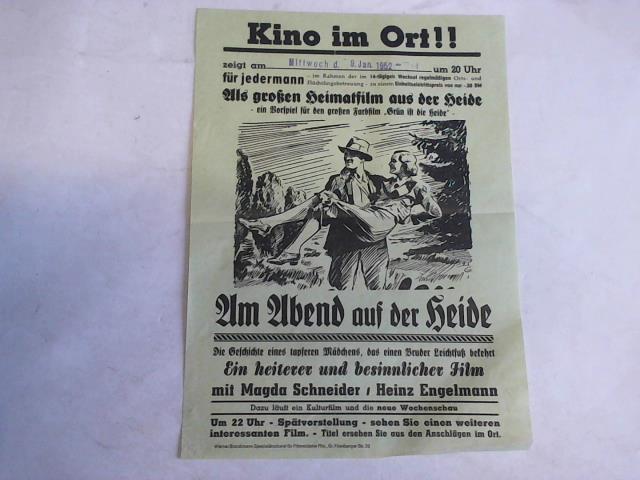 Kino im Ort!!
zeigt am Mittwoch d. 9. Jan. 1952 um 20 Uhr
für jedermann - im Rahmen der im 14-tägigen Wechsel regelmäßigen Orts- und
Flüchtlingsbetreuung - zu einem Einheitseintrittspreis von nur -.50 DM
Als großen Heimatfilm aus der Heide
- ein Vorspiel für den großen Farbfilm „Grün ist die Heide" -
Am Abend auf der Heide
Die Geschichte eines tapferen Mädchens, das einen Bruder Leichtfuß bekehrt
Ein heiterer und besinnlicher Film
mit Magda Schneider / Heinz Engelmann
Dazu läuft ein Kulturfilm und die neue Wochenschau
Um 22 Uhr - Spätvorstellung - sehen Sie einen weiteren
interessanten Film. - Titel ersehen Sie aus den Anschlägen im Ort.